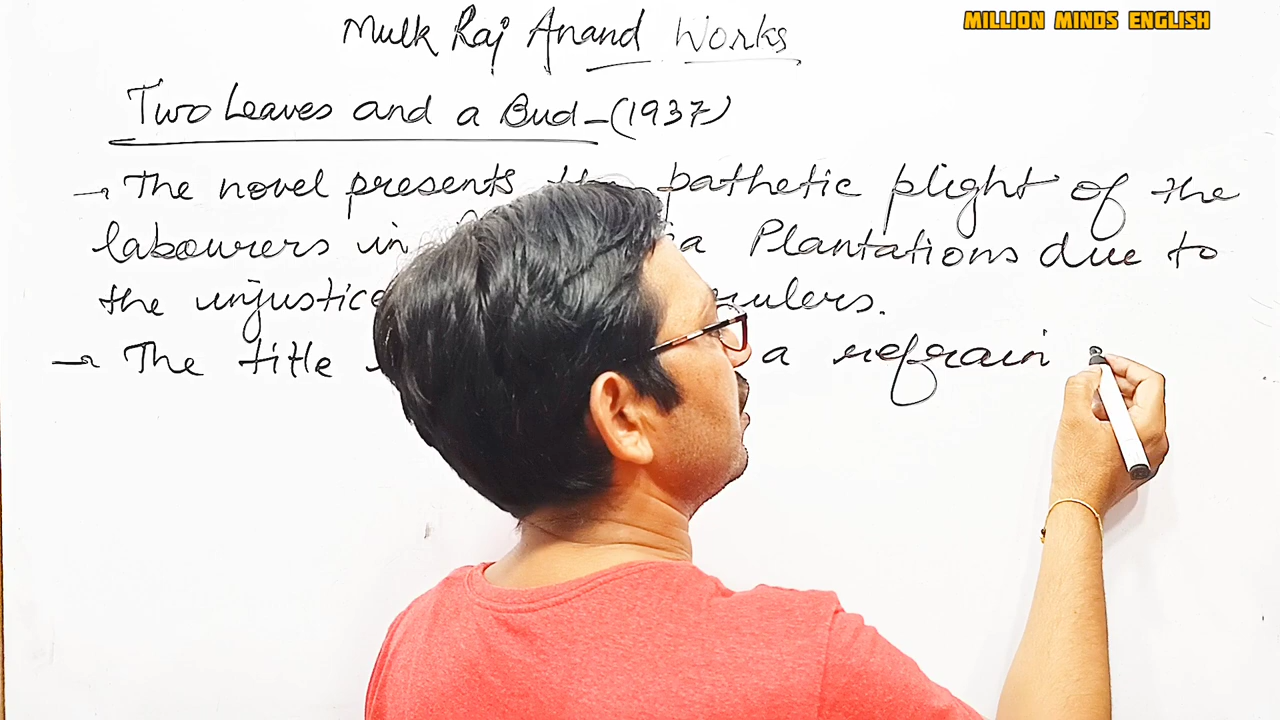 MILLION MINDS ENGLISH
Mulk Raj Anand Works
Two Leaves and a Bud - (1937)
→ The novel presents the pathetic plight of the
labourers in Plantations due to
the injustice rulers.
→ The title a refrain